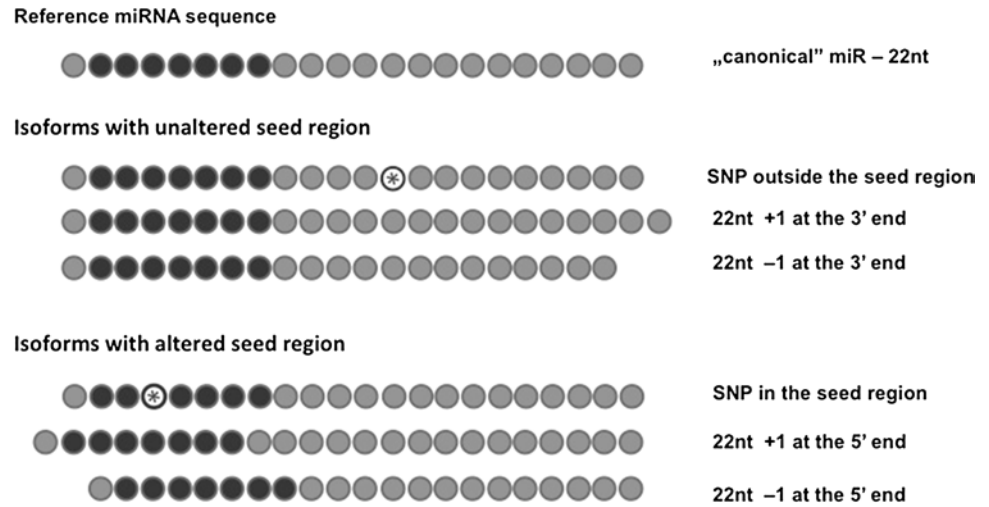 Reference miRNA sequence
„canonical” miR – 22nt
Isoforms with unaltered seed region
SNP outside the seed region
22nt +1 at the 3’ end
22nt –1 at the 3’ end
Isoforms with altered seed region
SNP in the seed region
22nt +1 at the 5’ end
22nt –1 at the 5’ end